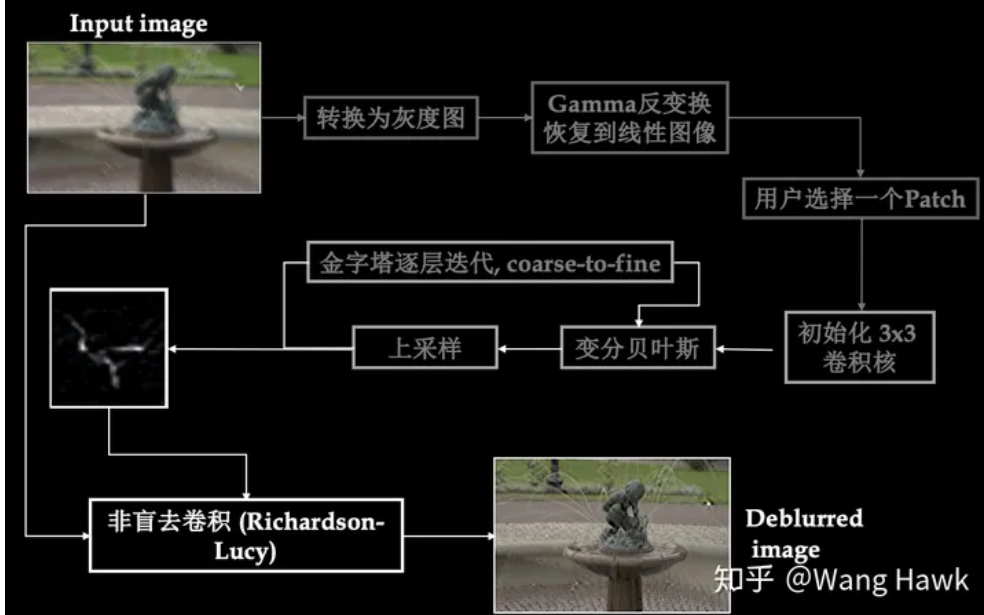 Input image
转换为灰度图
Gamma反变换
恢复到线性图像
用户选择一个Patch
金字塔逐层迭代, coarse-to-fine
初始化 3x3
卷积核
变分贝叶斯
上采样
非盲去卷积 (Richardson-
Lucy)
Deblurred
image
知乎 @Wang Hawk